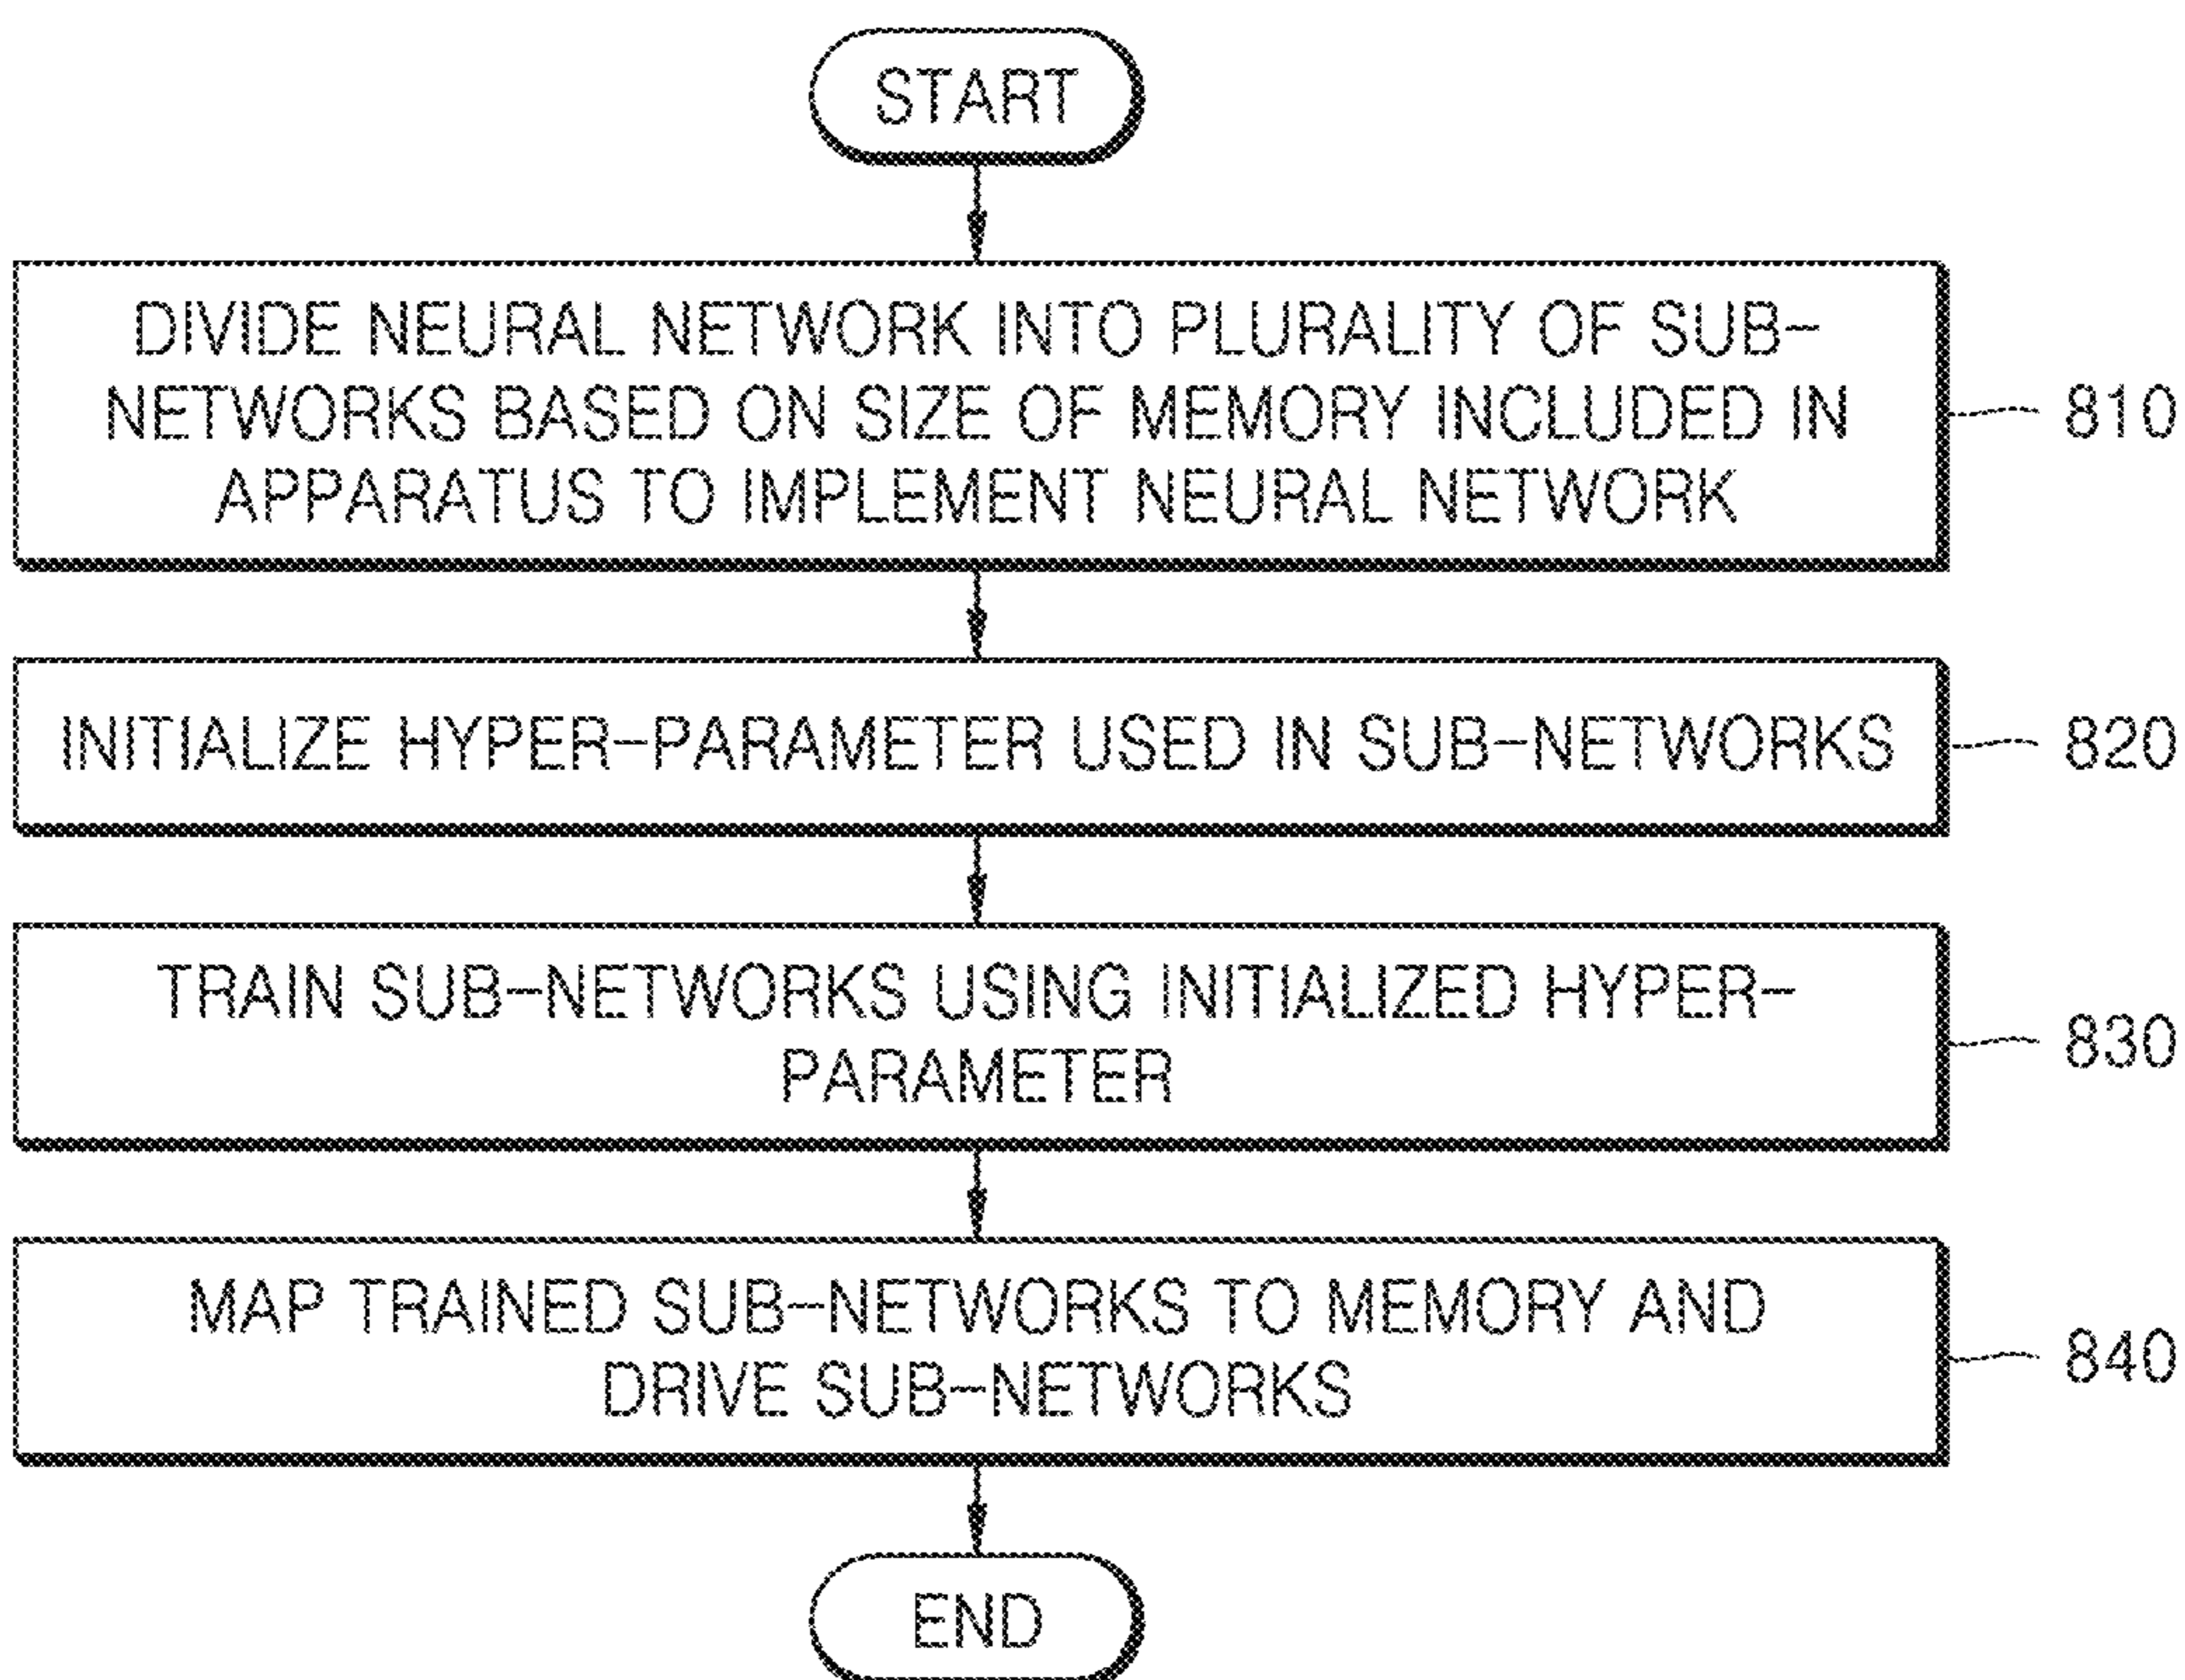 START
DIVIDE NEURAL NETWORK INTO PLURALITY OF SUB-
NETWORKS BASED ON SIZE OF MEMORY INCLUDED IN
APPARATUS TO IMPLEMENT NEURAL NETWORK
810
INITIALIZE HYPER-PARAMETER USED IN SUB-NETWORKS
820
TRAIN SUB-NETWORKS USING INITIALIZED HYPER-
PARAMETER
830
MAP TRAINED SUB-NETWORKS TO MEMORY AND
DRIVE SUB-NETWORKS
840
END